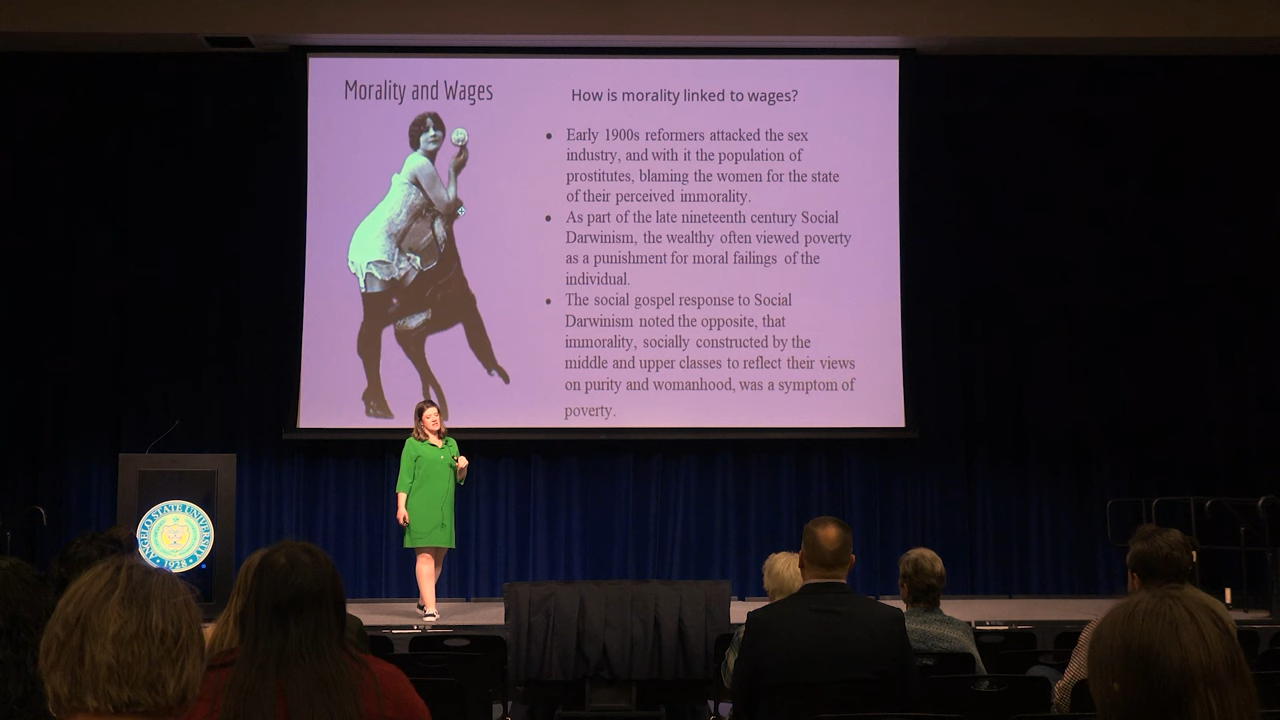 Morality and Wages
How is morality linked to wages?
• Early 1900s reformers attacked the sex
industry, and with it the population of
prostitutes, blaming the women for the state
of their perceived immorality.
• As part of the late nineteenth century Social
Darwinism, the wealthy often viewed poverty
as a punishment for moral failings of the
individual.
• The social gospel response to Social
Darwinism noted the opposite, that
immorality, socially constructed by the
middle and upper classes to reflect their views
on purity and womanhood, was a symptom of
poverty.
ANGELO STATE UNIVERSITY
1928